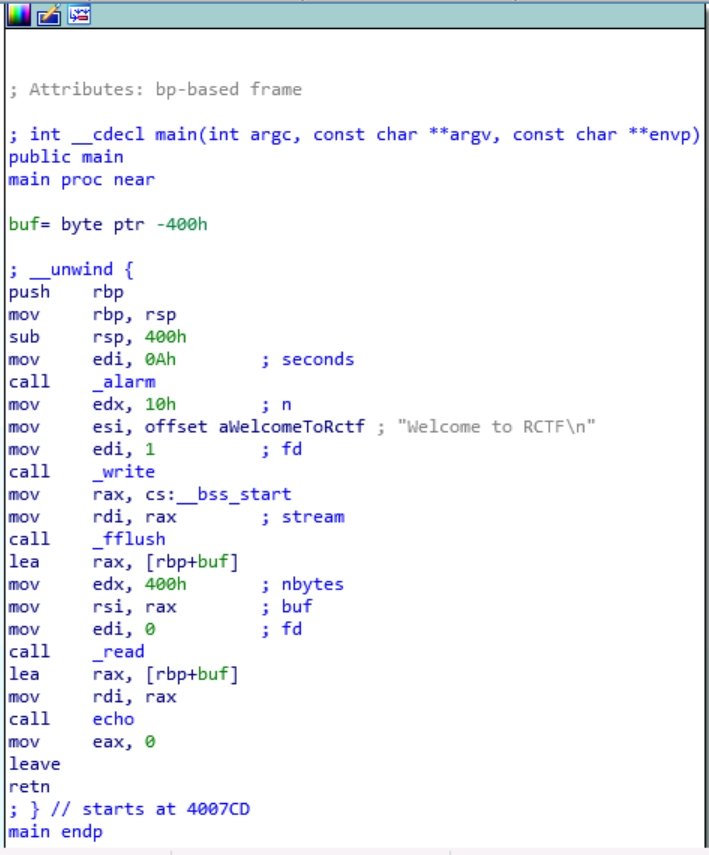 ; Attributes: bp-based frame
; int __cdecl main(int argc, const char **argv, const char **envp)
public main
main proc near
buf= byte ptr -400h
; __unwind {
push    rbp
mov     rbp, rsp
sub     rsp, 400h
mov     edi, 0Ah        ; seconds
call    _alarm
mov     edx, 10h        ; n
mov     esi, offset aWelcomeToRctf ; "Welcome to RCTF\n"
mov     edi, 1          ; fd
call    _write
mov     rax, cs:__bss_start
mov     rdi, rax        ; stream
call    _fflush
lea     rax, [rbp+buf]
mov     edx, 400h       ; nbytes
mov     rsi, rax        ; buf
mov     edi, 0          ; fd
call    _read
lea     rax, [rbp+buf]
mov     rdi, rax
call    echo
mov     eax, 0
leave
retn
; } // starts at 4007CD
main endp